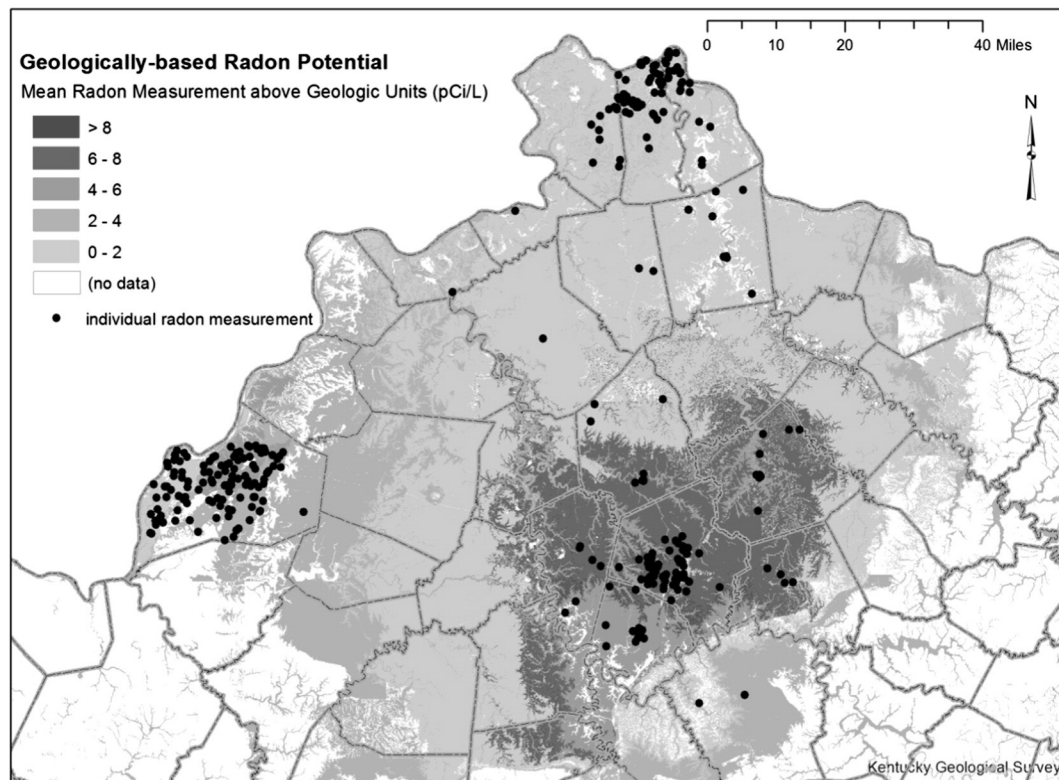 Geologically-based Radon Potential
Mean Radon Measurement above Geologic Units (pCi/L)
> 8
6 - 8
4 - 6
2 - 4
0 - 2
(no data)
individual radon measurement
0 10 20 40 Miles
N
Kentucky Geological Survey